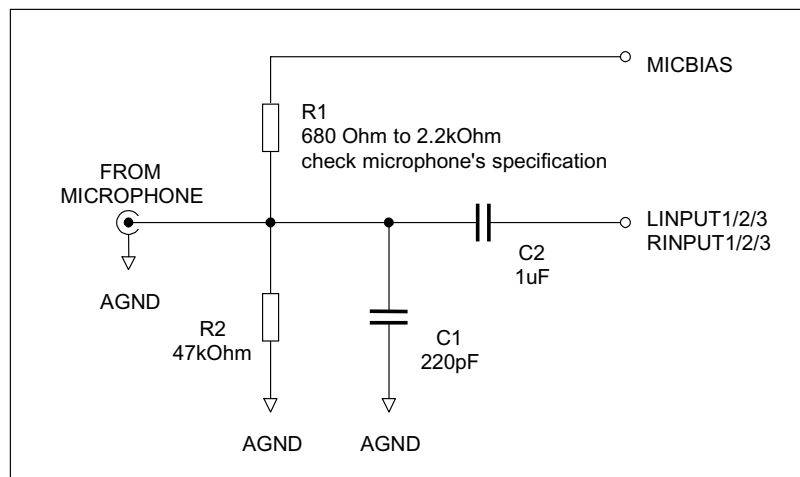 MICBIAS
R1
680 Ohm to 2.2kOhm
check microphone's specification
FROM
MICROPHONE
LINPUT1/2/3
RINPUT1/2/3
C2
1uF
AGND
R2
47kOhm
C1
220pF
AGND
AGND